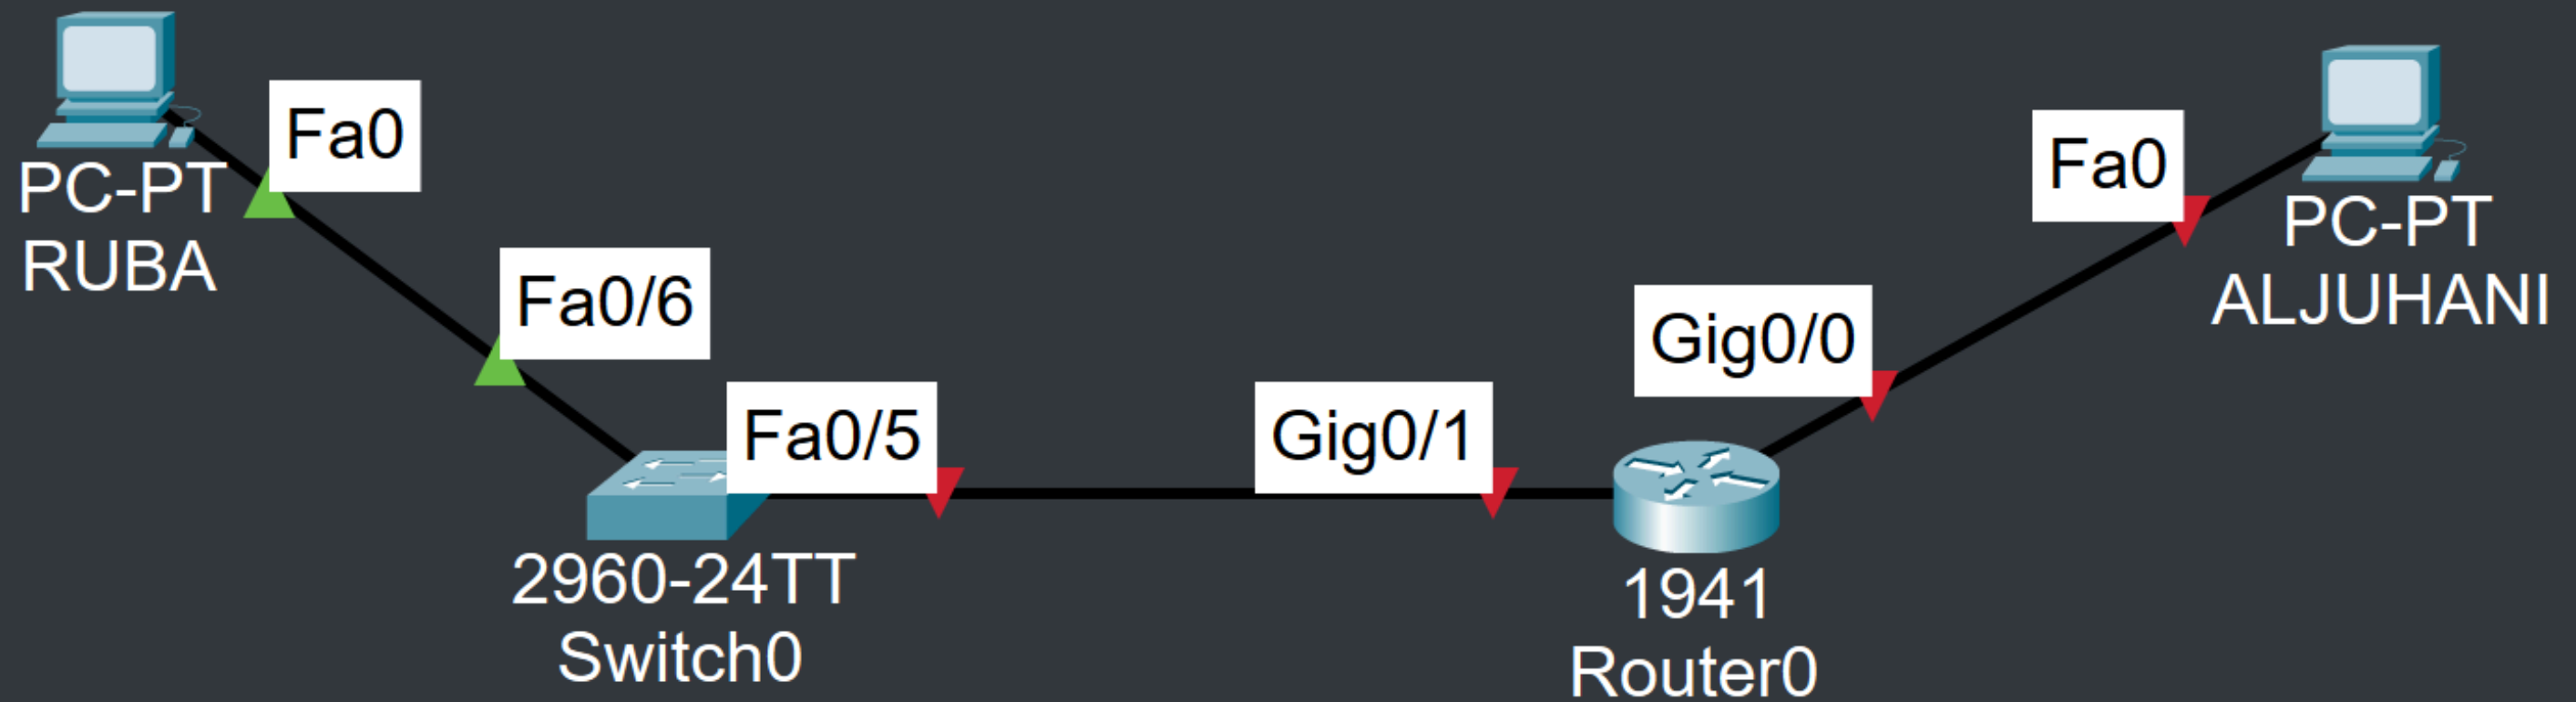 Fa0
PC-PT
RUBA
Fa0/6
Fa0/5
2960-24TT
Switch0
Gig0/1
Gig0/0
1941
Router0
Fa0
PC-PT
ALJUHANI